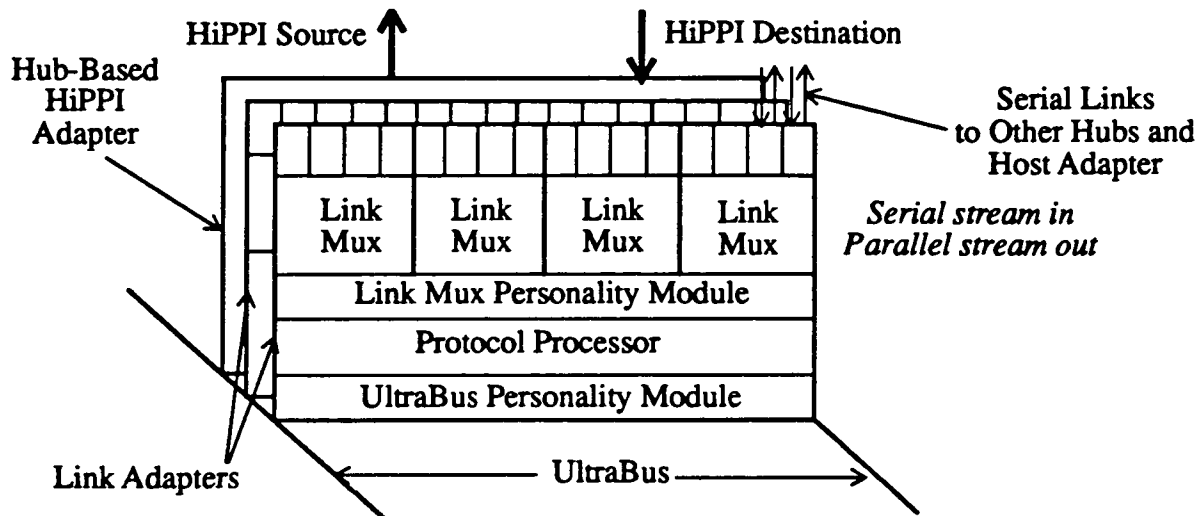 HiPPI Source
HiPPI Destination
Hub-Based
HiPPI
Adapter
Serial Links
to Other Hubs and
Host Adapter
Link
Mux
Link
Mux
Link
Mux
Link
Mux
Serial stream in
Parallel stream out
Link Mux Personality Module
Protocol Processor
UltraBus Personality Module
Link Adapters
UltraBus